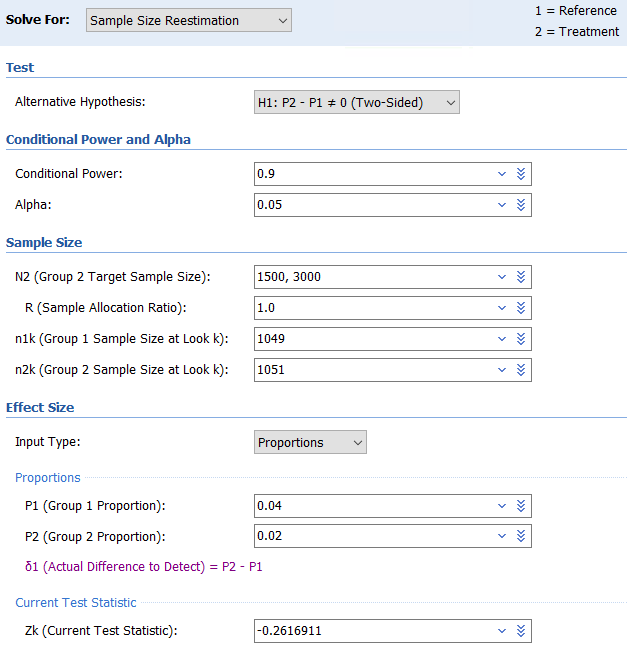 Solve For: Sample Size Reestimation
1 = Reference
2 = Treatment
Test
Alternative Hypothesis: H1: P2 - P1 ≠ 0 (Two-Sided)
Conditional Power and Alpha
Conditional Power: 0.9
Alpha: 0.05
Sample Size
N2 (Group 2 Target Sample Size): 1500, 3000
R (Sample Allocation Ratio): 1.0
n1k (Group 1 Sample Size at Look k): 1049
n2k (Group 2 Sample Size at Look k): 1051
Effect Size
Input Type: Proportions
Proportions
P1 (Group 1 Proportion): 0.04
P2 (Group 2 Proportion): 0.02
δ1 (Actual Difference to Detect) = P2 - P1
Current Test Statistic
Zk (Current Test Statistic): -0.2616911